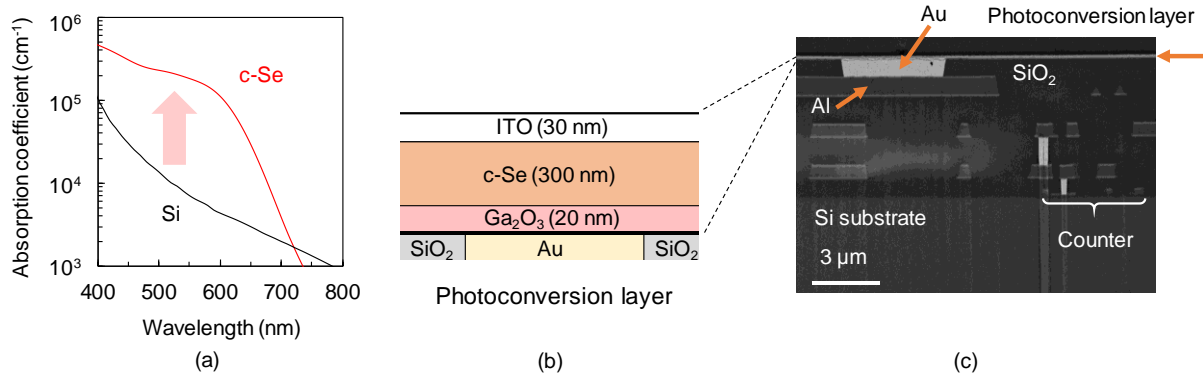 10⁶
10⁵
10⁴
10³
Absorption coefficient (cm⁻¹)
c-Se
Si
400 500 600 700 800
Wavelength (nm)
(a)
ITO (30 nm)
c-Se (300 nm)
Ga₂O₃ (20 nm)
SiO₂ Au SiO₂
Photoconversion layer
(b)
Au
Photoconversion layer
SiO₂
Al
Si substrate
Counter
3 µm
(c)